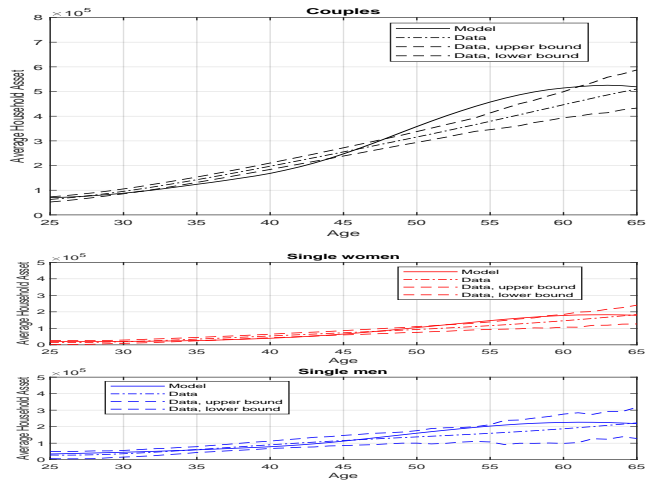 Couples
× 10^5
8
7
6
5
4
3
2
1
0
Average Household Asset
Model
Data
Data, upper bound
Data, lower bound
25 30 35 40 45 50 55 60 65
Age
Single women
× 10^5
5
4
3
2
1
0
Average Household Asset
Model
Data
Data, upper bound
Data, lower bound
25 30 35 40 45 50 55 60 65
Age
Single men
× 10^5
5
4
3
2
1
0
Average Household Asset
Model
Data
Data, upper bound
Data, lower bound
25 30 35 40 45 50 55 60 65
Age